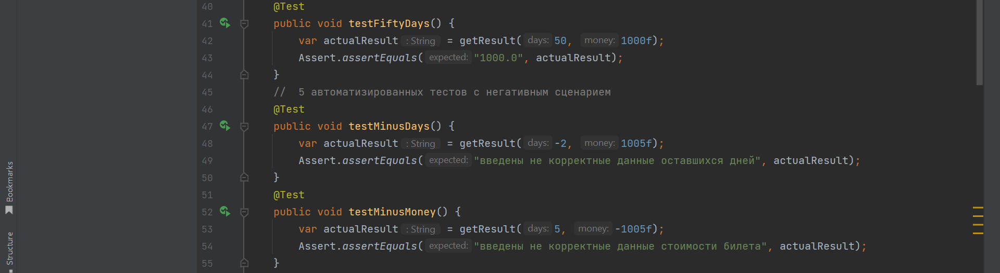 40 @Test
41 public void testFiftyDays() {
42 var actualResult : String = getResult( days: 50, money: 1000f);
43 Assert.assertEquals( expected: "1000.0", actualResult);
44 }
45 //  5 автоматизированных тестов с негативным сценарием
46 @Test
47 public void testMinusDays() {
48 var actualResult : String = getResult( days: -2, money: 1005f);
49 Assert.assertEquals( expected: "введены не корректные данные оставшихся дней", actualResult);
50 }
51 @Test
52 public void testMinusMoney() {
53 var actualResult : String = getResult( days: 5, money: -1005f);
54 Assert.assertEquals( expected: "введены не корректные данные стоимости билета", actualResult);
55 }
Bookmarks
Structure